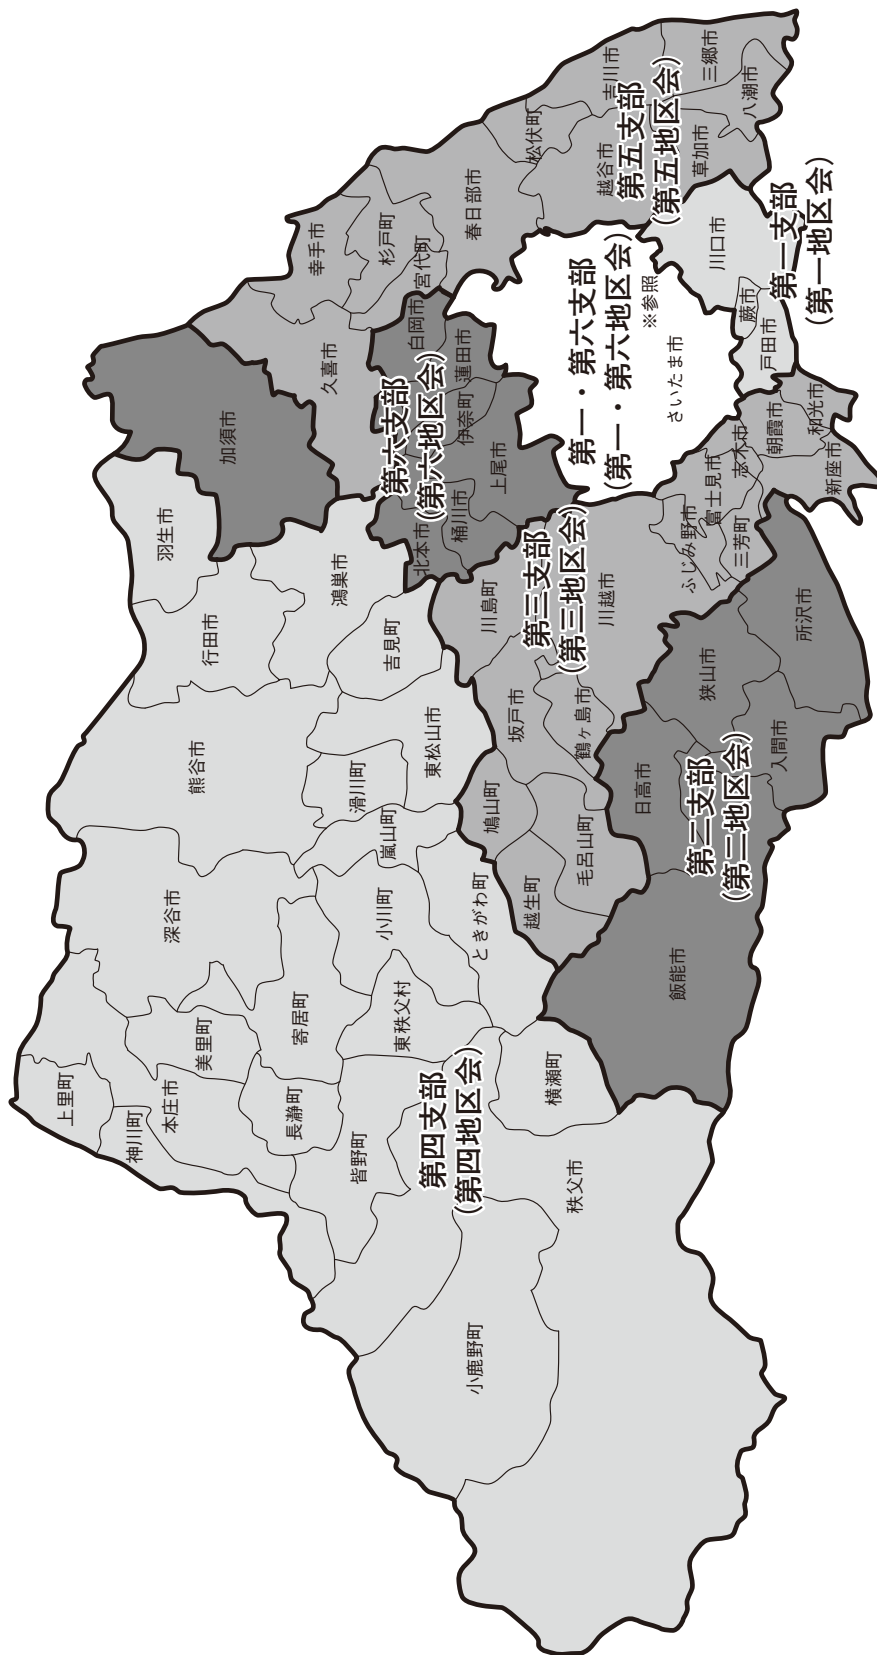 上里町
神川町
本庄市
美里町
深谷市
熊谷市
行田市
羽生市
加須市
長瀞町
寄居町
皆野町
小川町
嵐山町
滑川町
東松山市
吉見町
鴻巣市
東秩父村
ときがわ町
第四支部
(第四地区会)
小鹿野町
秩父市
横瀬町
久喜市
幸手市
杉戸町
宮代町
春日部市
白岡市
蓮田市
伊奈町
上尾市
桶川市
北本市
第六支部
(第六地区会)
松伏町
吉川市
三郷市
八潮市
草加市
越谷市
第五支部
(第五地区会)
川島町
坂戸市
鶴ヶ島市
鳩山町
毛呂山町
越生町
川越市
第三支部
(第三地区会)
ふじみ野市
富士見市
三芳町
志木市
朝霞市
和光市
新座市
第一・第六支部
(第一・第六地区会)
※参照
さいたま市
川口市
蕨市
戸田市
第一支部
(第一地区会)
飯能市
日高市
狭山市
入間市
所沢市
第二支部
(第二地区会)